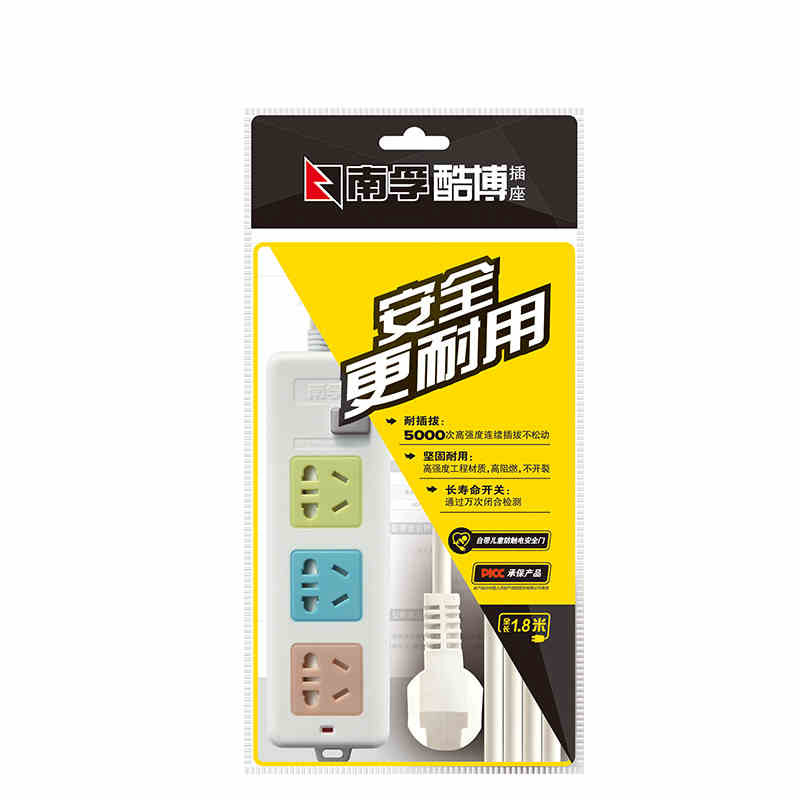 南孚酷博插座
安全
更耐用
耐插拔：
5000次高强度连续插拔不松动
坚固耐用：
高强度工程材质，高阻燃，不开裂
长寿命开关：
通过万次闭合检测
自带儿童防触电安全门
PICC 承保产品
全长1.8米
南孚